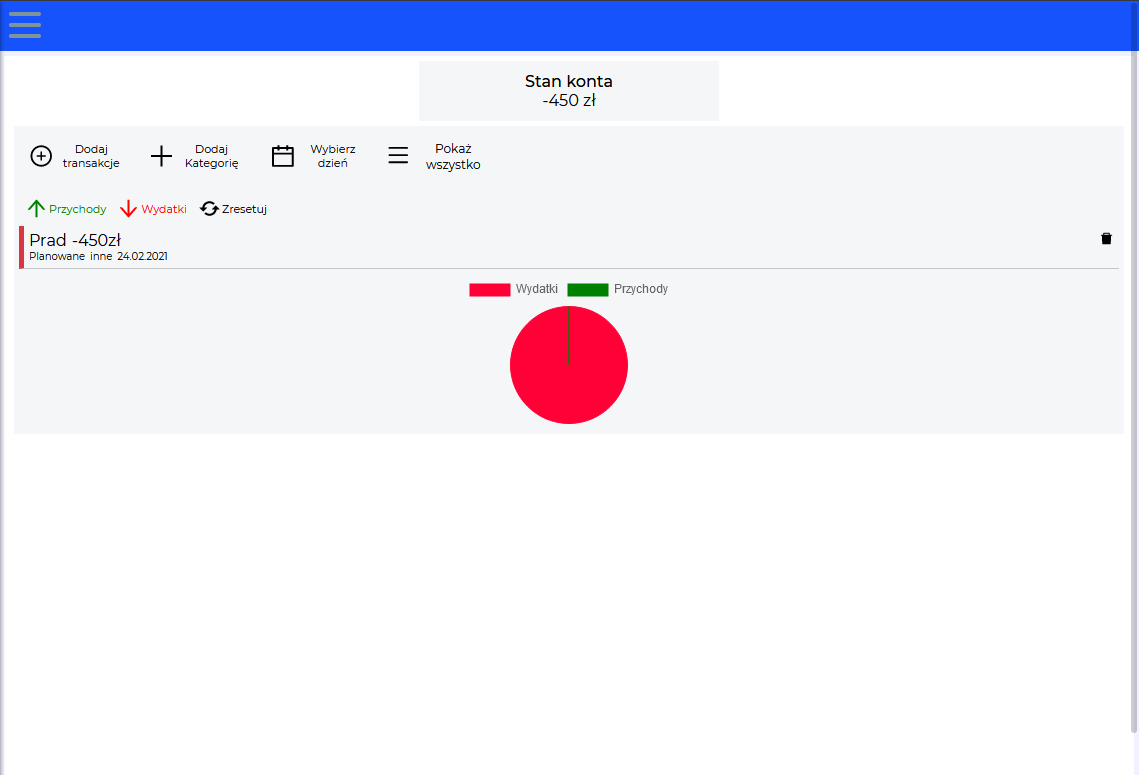 Stan konta
-450 zł
Dodaj
transakcje
Dodaj
Kategorię
Wybierz
dzień
Pokaż
wszystko
Przychody Wydatki Zresetuj
Prad -450zł
Planowane inne 24.02.2021
Wydatki Przychody